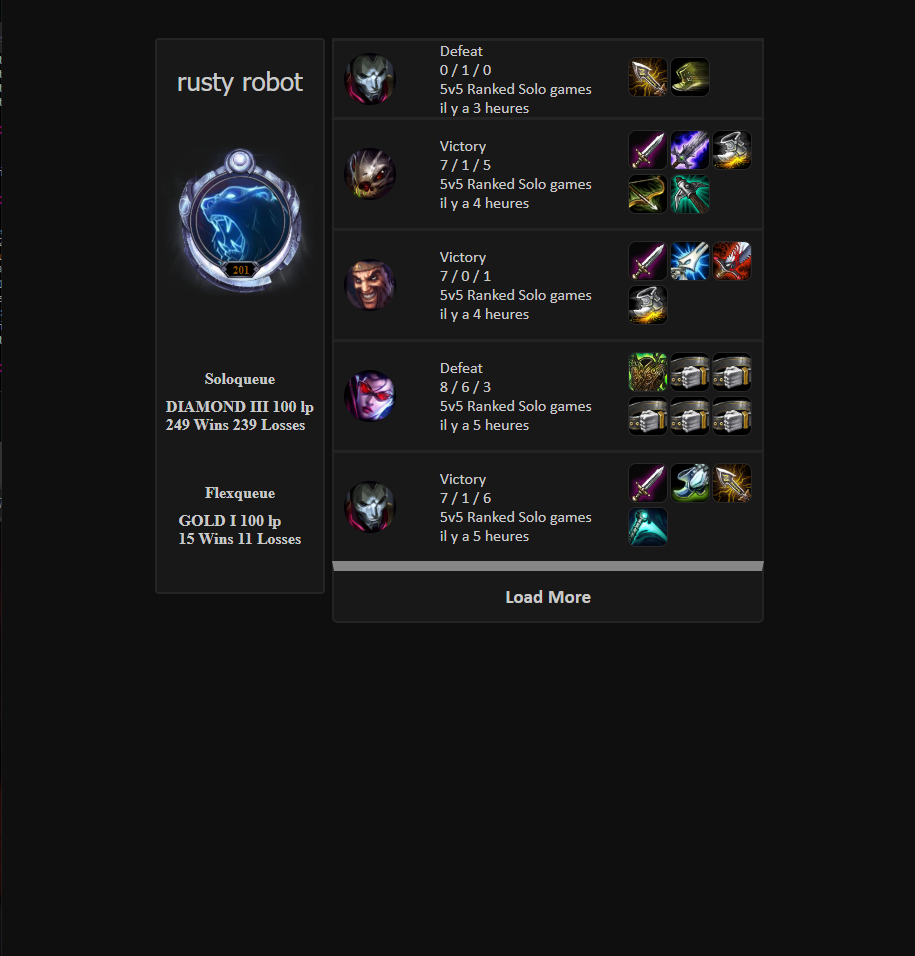 rusty robot
201
Soloqueue
DIAMOND III 100 lp
249 Wins 239 Losses
Flexqueue
GOLD I 100 lp
15 Wins 11 Losses
Defeat
0 / 1 / 0
5v5 Ranked Solo games
il y a 3 heures
Victory
7 / 1 / 5
5v5 Ranked Solo games
il y a 4 heures
Victory
7 / 0 / 1
5v5 Ranked Solo games
il y a 4 heures
Defeat
8 / 6 / 3
5v5 Ranked Solo games
il y a 5 heures
Victory
7 / 1 / 6
5v5 Ranked Solo games
il y a 5 heures
Load More